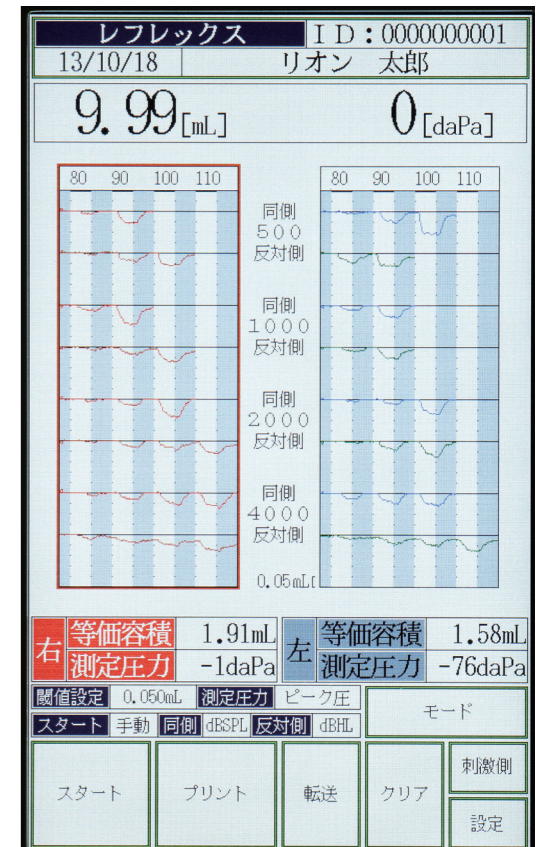 レフレックス ID:0000000001
13/10/18 リオン 太郎
9.99[mL] 0[daPa]
80 90 100 110 80 90 100 110
同側
500
反対側
同側
1000
反対側
同側
2000
反対側
同側
4000
反対側
0.05mL[
右 等価容積 1.91mL 左 等価容積 1.58mL
測定圧力 -1daPa 測定圧力 -76daPa
閾値設定 0.050mL 測定圧力 ピーク圧 モード
スタート 手動 同側 dBSPL 反対側 dBHL
スタート プリント 転送 クリア 刺激側
設定